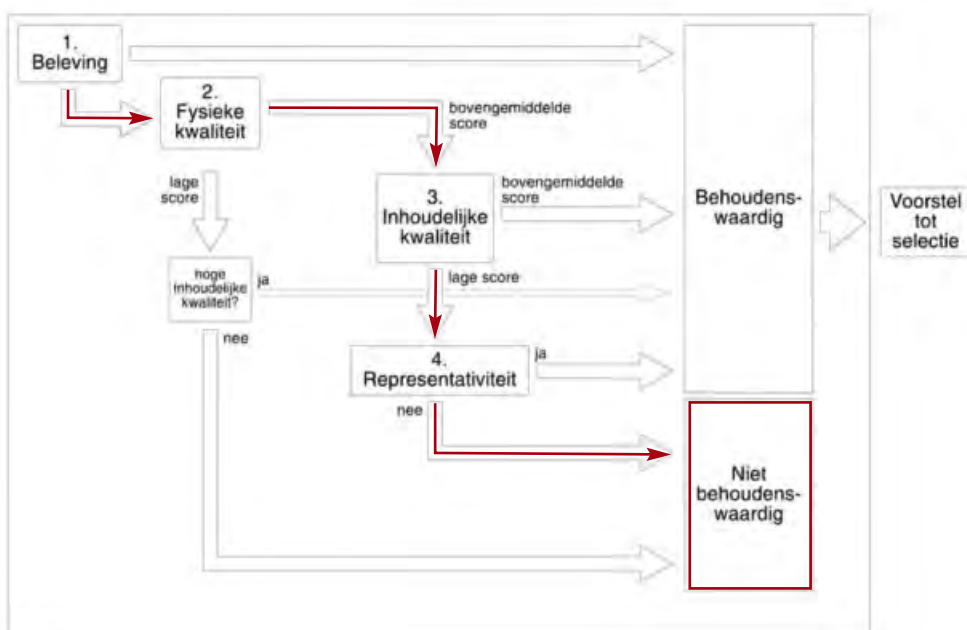 1.
Beleving
2.
Fysieke
kwaliteit
bovengemiddelde
score
lage
score
3.
Inhoudelijke
kwaliteit
bovengemiddelde
score
Behoudens-
waardig
Voorstel
tot
selectie
hoge
inhoudelijke
kwaliteit?
ja
lage score
nee
4.
Representativiteit
ja
nee
Niet
behoudens-
waardig